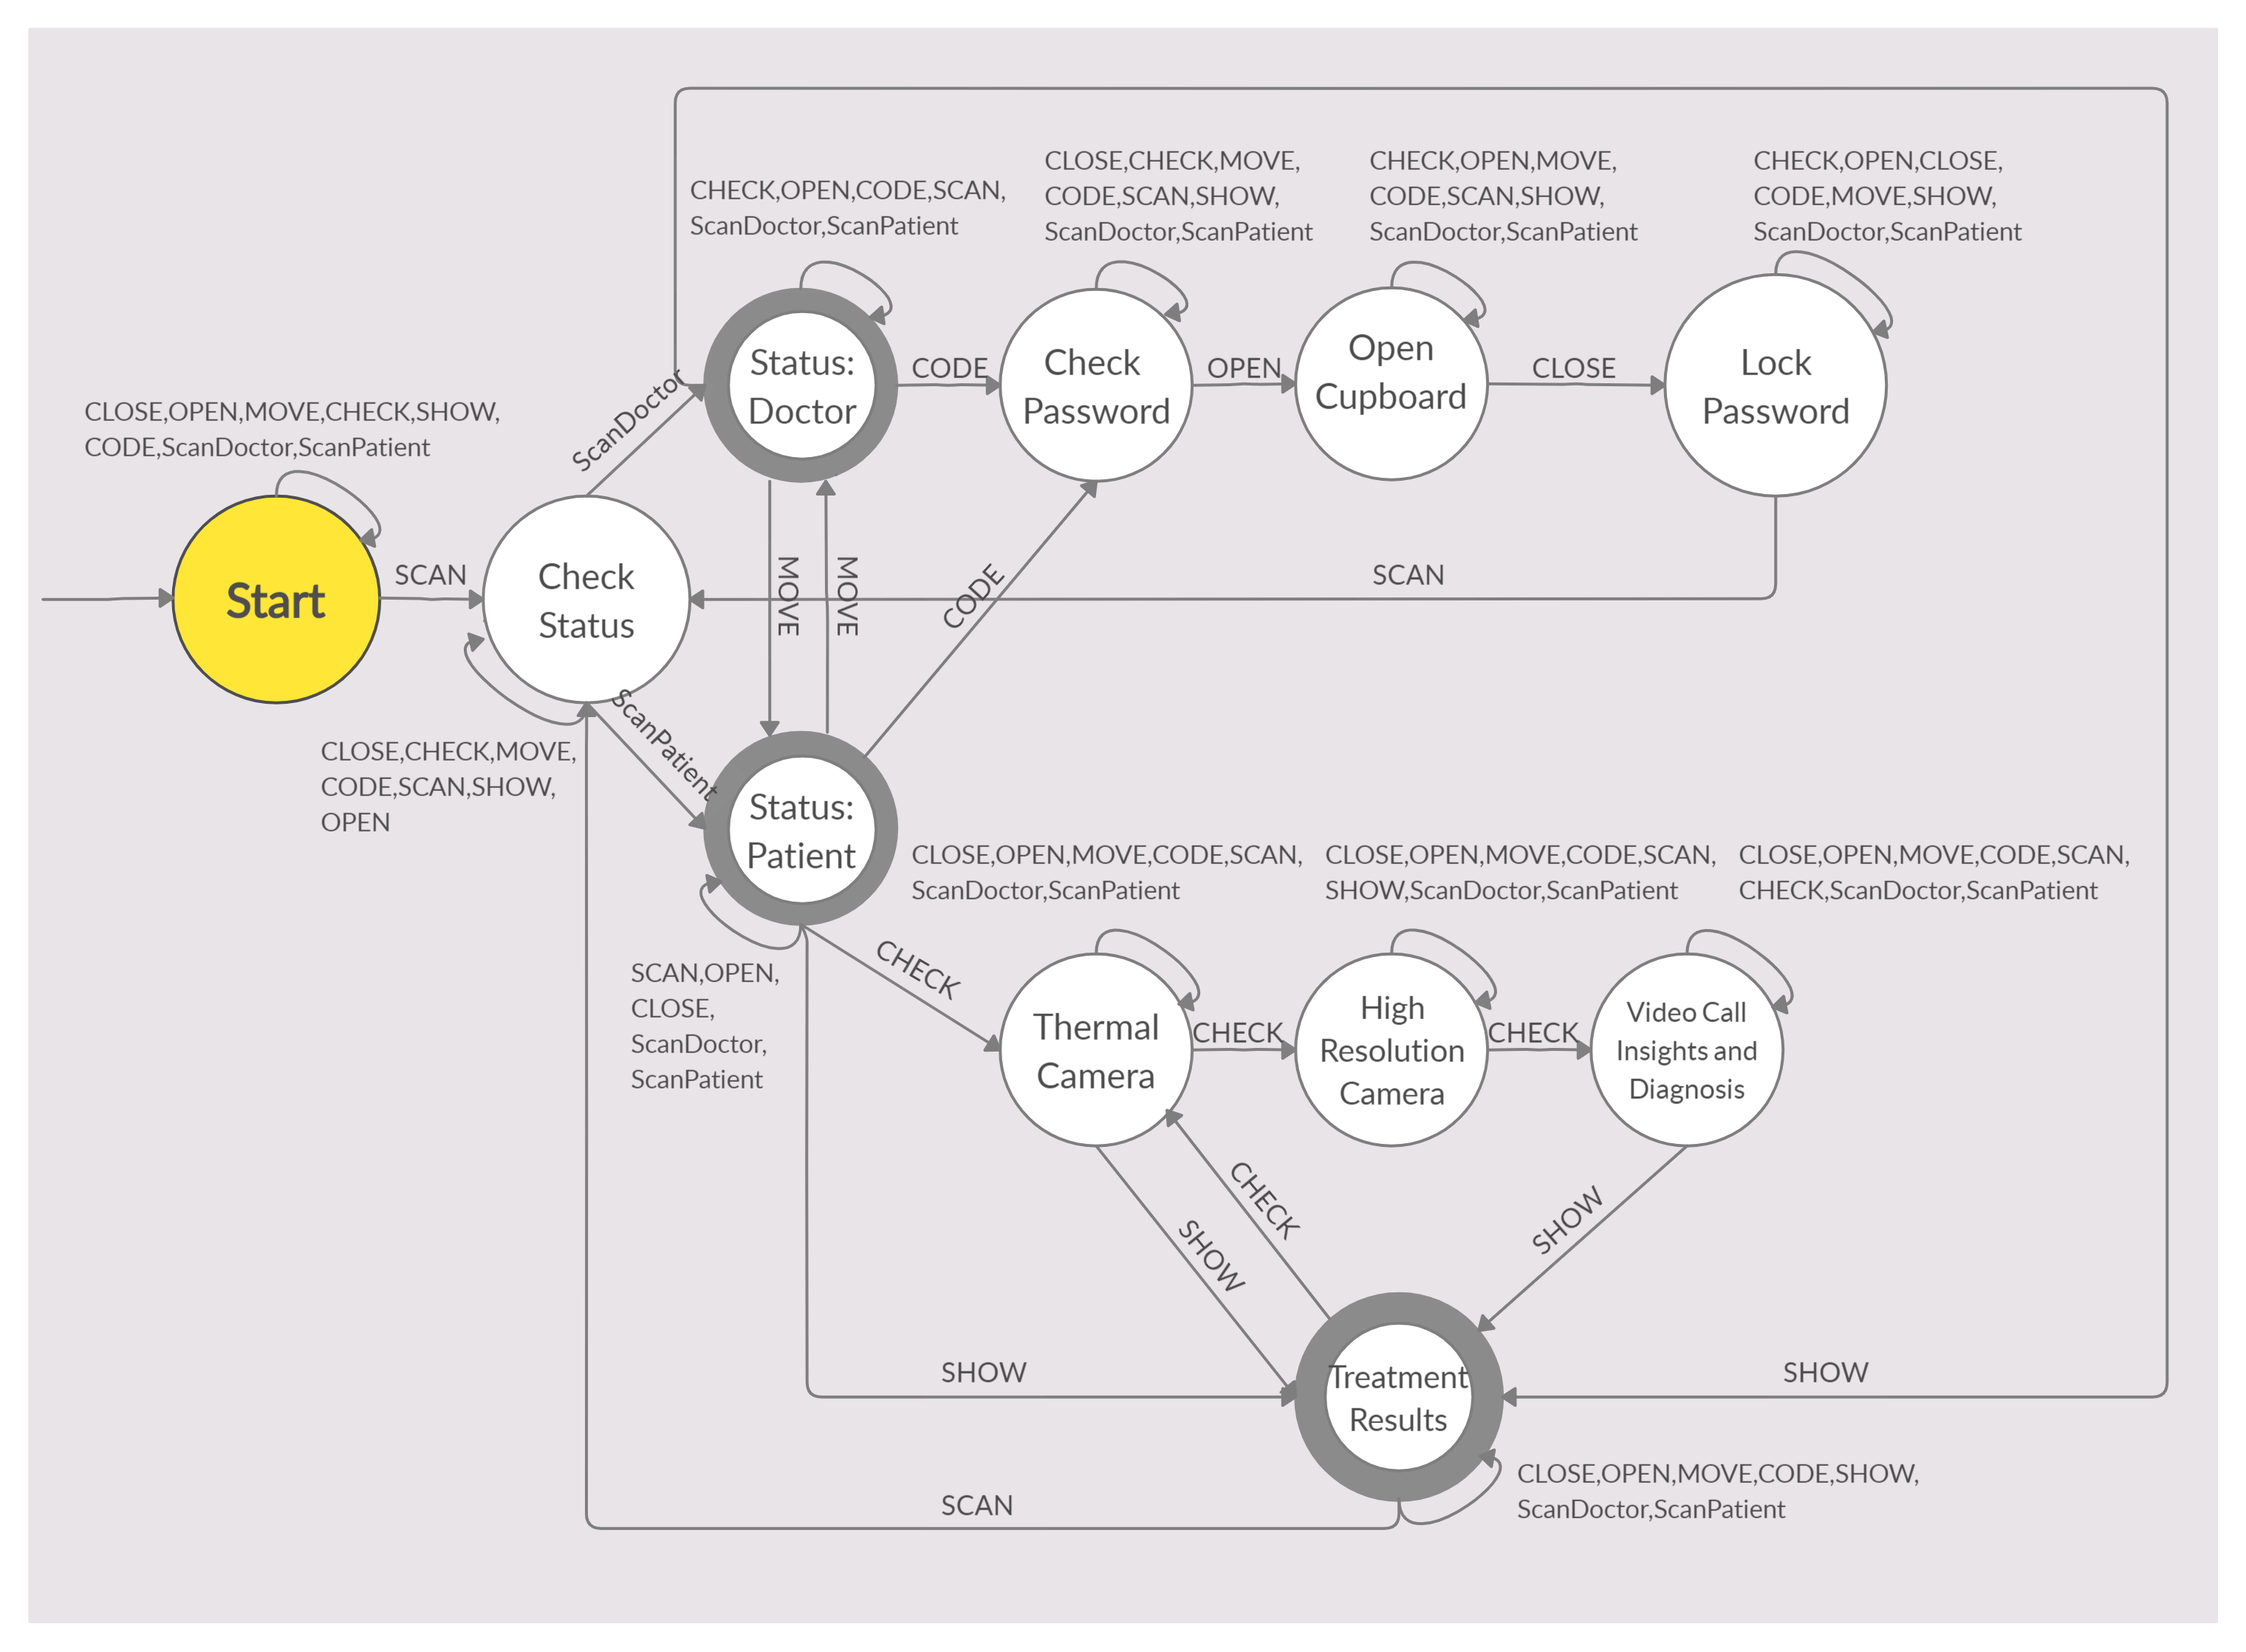 CHECK,OPEN,CODE,SCAN,
ScanDoctor,ScanPatient
CLOSE,CHECK,MOVE,
CODE,SCAN,SHOW,
ScanDoctor,ScanPatient
CHECK,OPEN,MOVE,
CODE,SCAN,SHOW,
ScanDoctor,ScanPatient
CHECK,OPEN,CLOSE,
CODE,MOVE,SHOW,
ScanDoctor,ScanPatient
Status:
Doctor
CODE
Check
Password
OPEN
Open
Cupboard
CLOSE
Lock
Password
CLOSE,OPEN,MOVE,CHECK,SHOW,
CODE,ScanDoctor,ScanPatient
ScanDoctor
Start
SCAN
Check
Status
MOVE
MOVE
CODE
SCAN
CLOSE,CHECK,MOVE,
CODE,SCAN,SHOW,
OPEN
ScanPatient
Status:
Patient
SCAN,OPEN,
CLOSE,
ScanDoctor,
ScanPatient
CLOSE,OPEN,MOVE,CODE,SCAN,
ScanDoctor,ScanPatient
CLOSE,OPEN,MOVE,CODE,SCAN,
SHOW,ScanDoctor,ScanPatient
CLOSE,OPEN,MOVE,CODE,SCAN,
CHECK,ScanDoctor,ScanPatient
CHECK
Thermal
Camera
CHECK
High
Resolution
Camera
CHECK
Video Call
Insights and
Diagnosis
CHECK
SHOW
SHOW
SHOW
Treatment
Results
SHOW
CLOSE,OPEN,MOVE,CODE,SHOW,
ScanDoctor,ScanPatient
SCAN